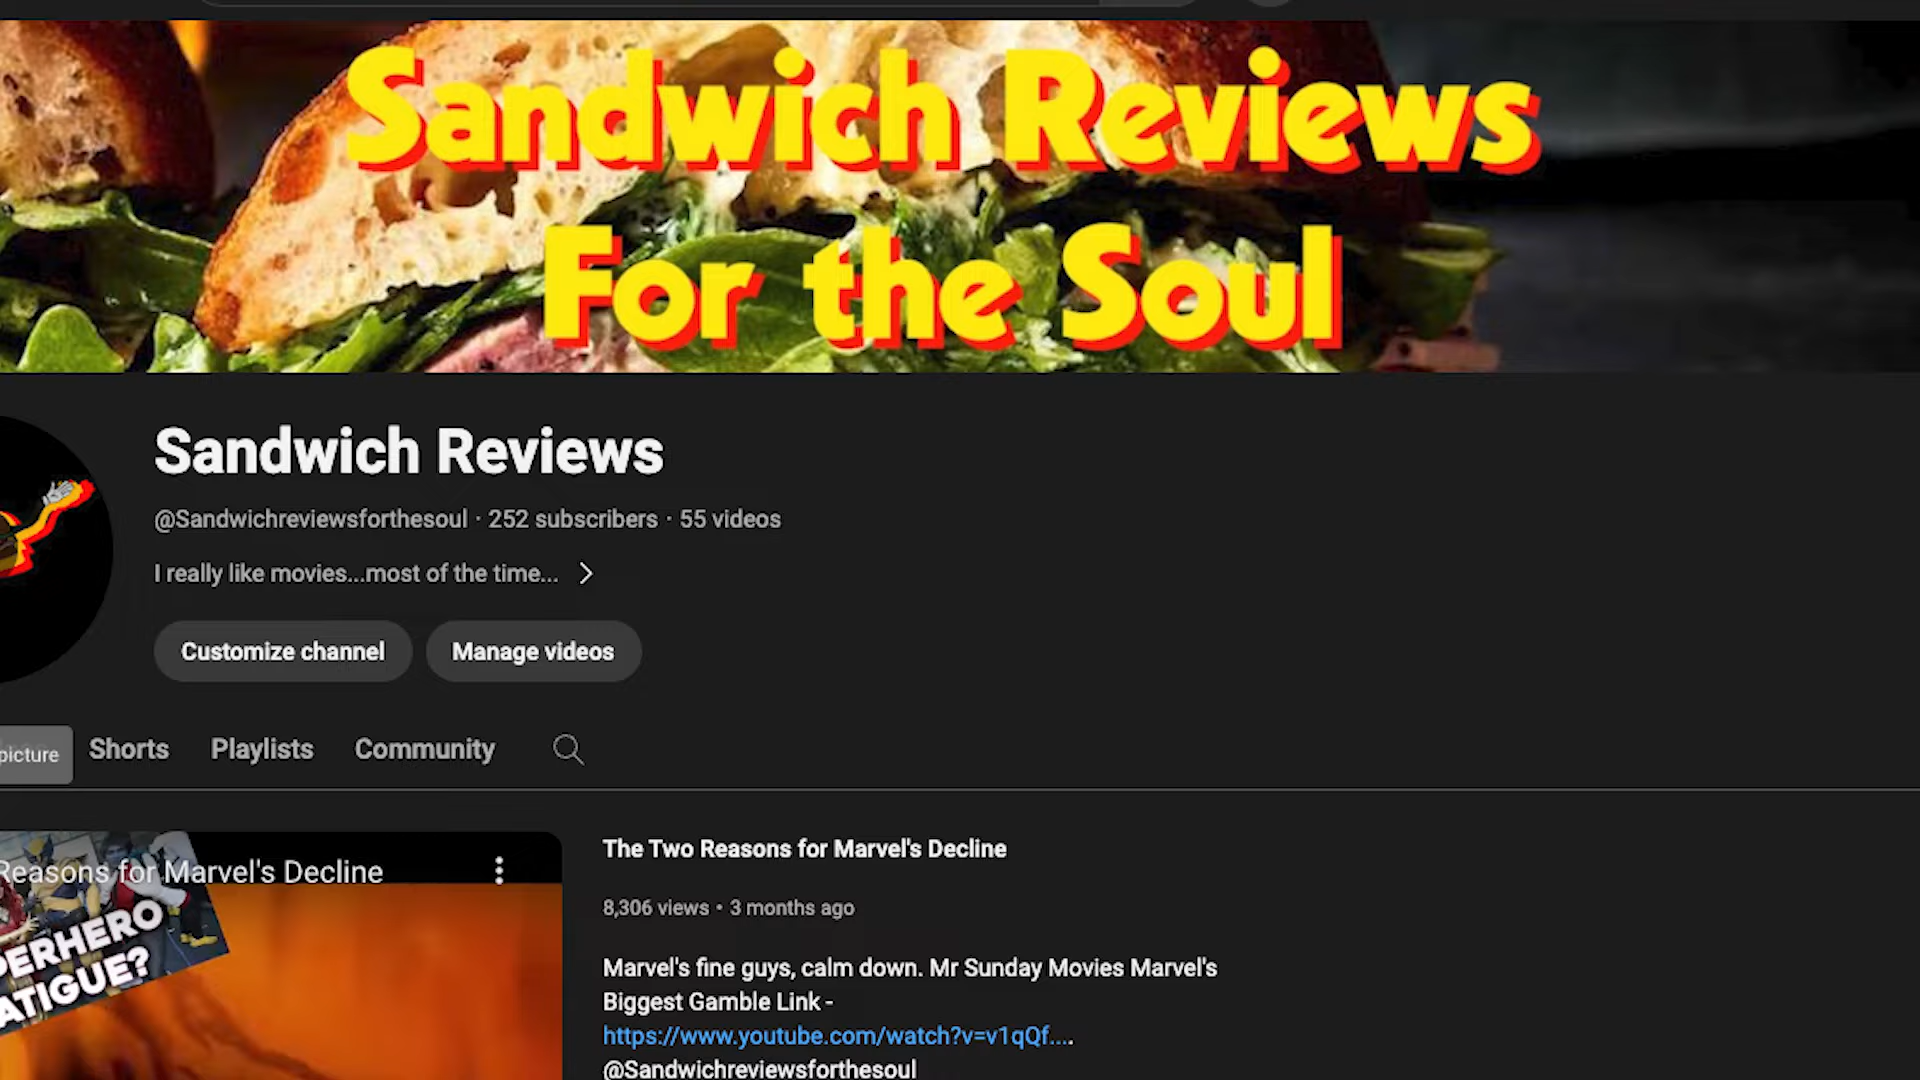 Sandwich Reviews
For the Soul
Sandwich Reviews
@Sandwichreviewsforthesoul · 252 subscribers · 55 videos
I really like movies...most of the time...
Customize channel
Manage videos
picture
Shorts
Playlists
Community
Reasons for Marvel's Decline
PERHERO
ATIGUE?
The Two Reasons for Marvel's Decline
8,306 views • 3 months ago
Marvel's fine guys, calm down. Mr Sunday Movies Marvel's
Biggest Gamble Link -
https://www.youtube.com/watch?v=v1qQf....
@Sandwichreviewsforthesoul